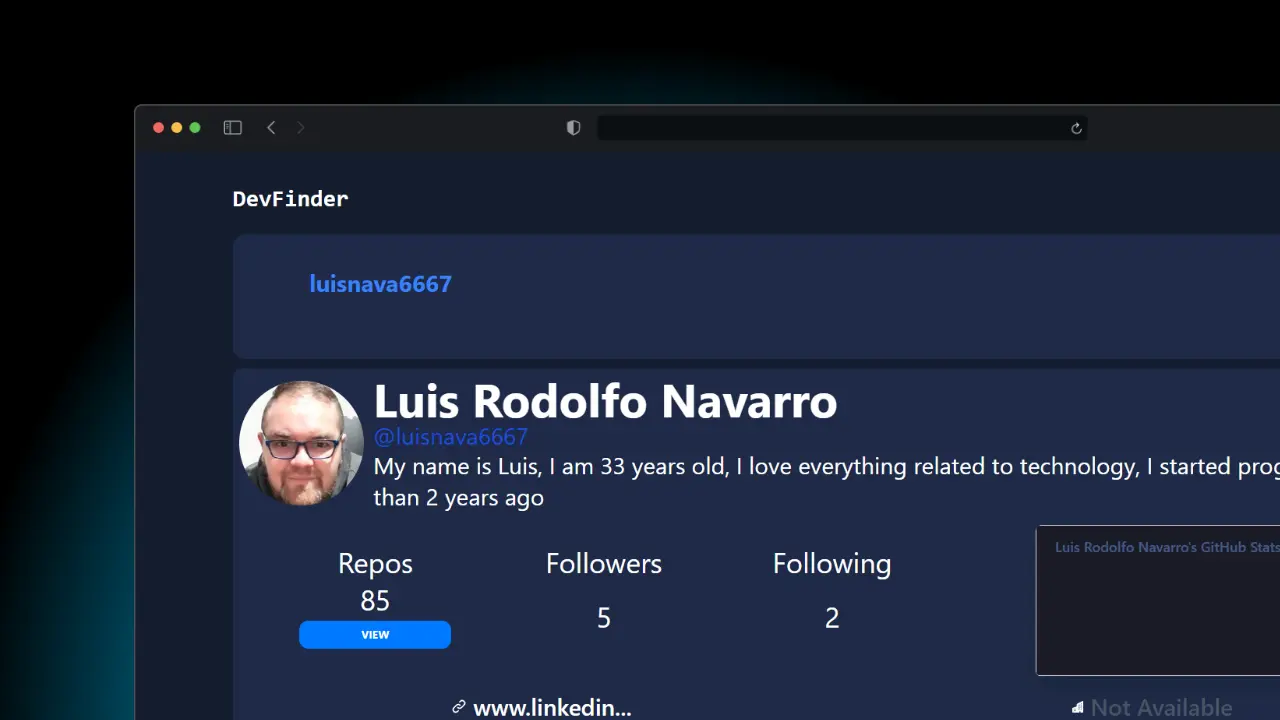 DevFinder
luisnava6667
Luis Rodolfo Navarro
@luisnava6667
My name is Luis, I am 33 years old, I love everything related to technology, I started prog
than 2 years ago
Luis Rodolfo Navarro's GitHub Stats
Repos Followers Following
85 5 2
VIEW
www.linkedin... Not Available